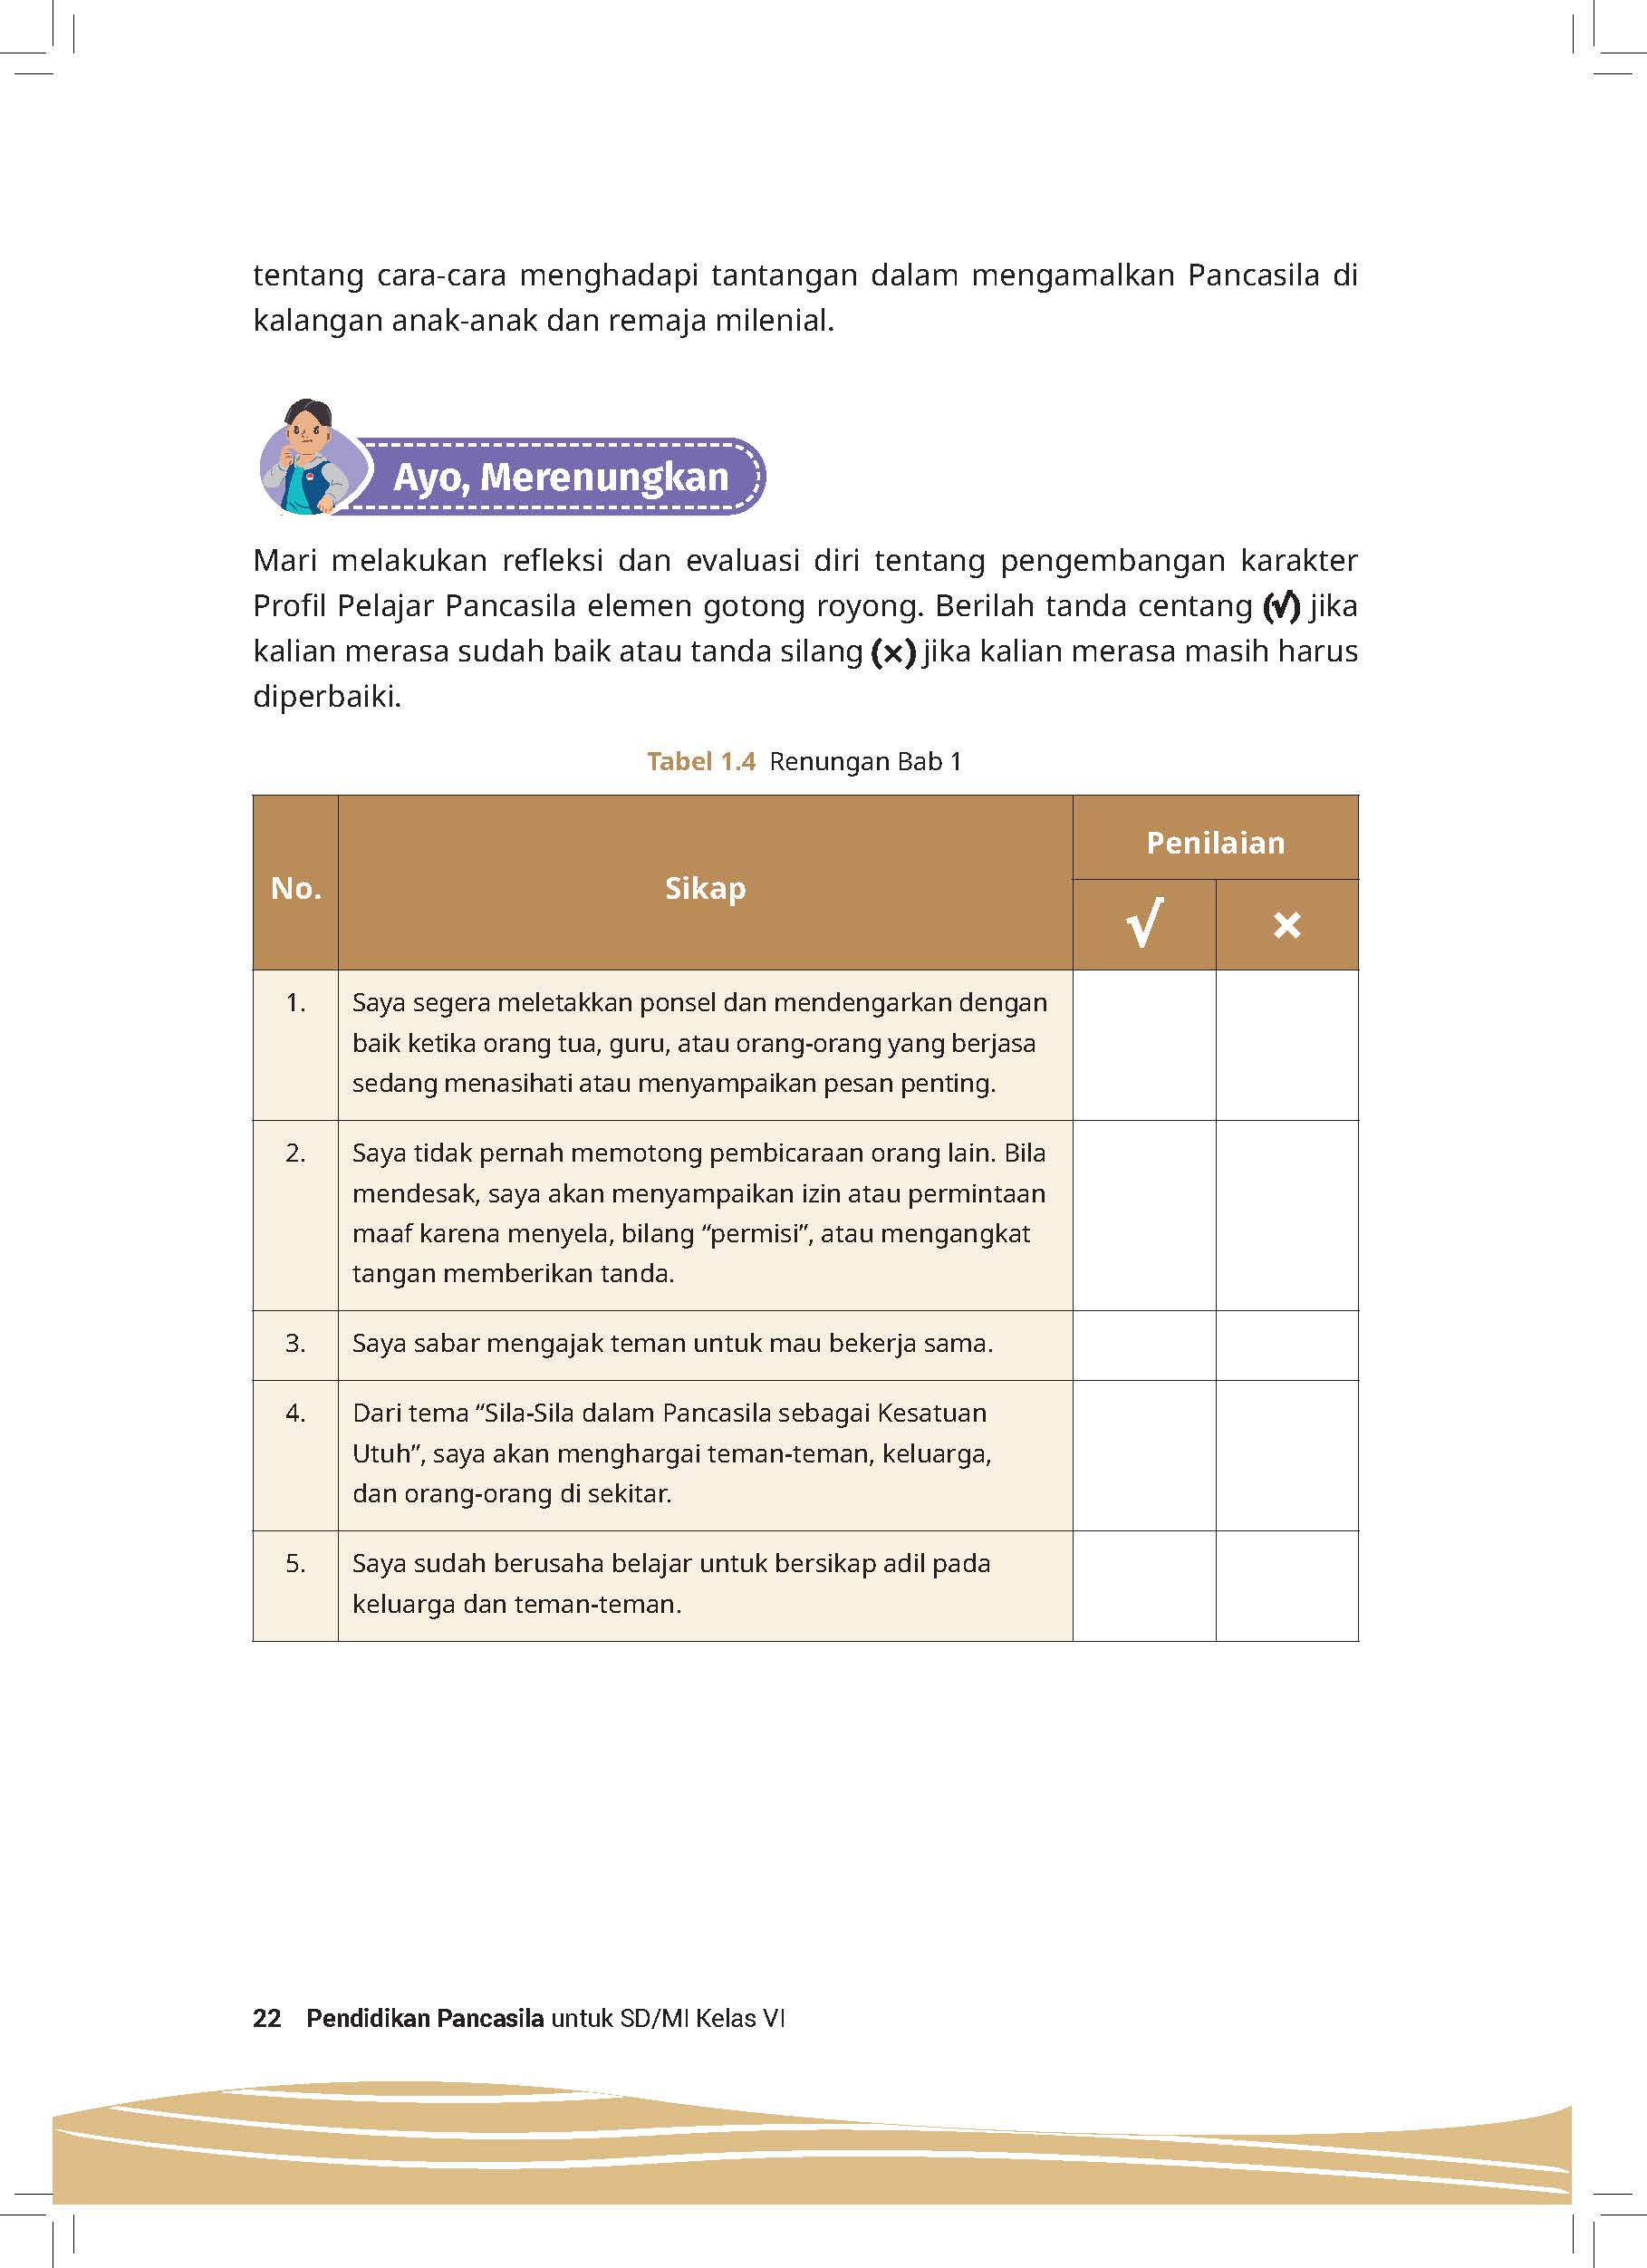 tentang cara-cara menghadapi tantangan dalam mengamalkan Pancasila di
kalangan anak-anak dan remaja milenial.
Ayo, Merenungkan
Mari melakukan refleksi dan evaluasi diri tentang pengembangan karakter
Profil Pelajar Pancasila elemen gotong royong. Berilah tanda centang (√) jika
kalian merasa sudah baik atau tanda silang (×) jika kalian merasa masih harus
diperbaiki.
Tabel 1.4 Renungan Bab 1
No.
Sikap
Penilaian
√
×
1. Saya segera meletakkan ponsel dan mendengarkan dengan
baik ketika orang tua, guru, atau orang-orang yang berjasa
sedang menasihati atau menyampaikan pesan penting.
2. Saya tidak pernah memotong pembicaraan orang lain. Bila
mendesak, saya akan menyampaikan izin atau permintaan
maaf karena menyela, bilang “permisi”, atau mengangkat
tangan memberikan tanda.
3. Saya sabar mengajak teman untuk mau bekerja sama.
4. Dari tema “Sila-Sila dalam Pancasila sebagai Kesatuan
Utuh”, saya akan menghargai teman-teman, keluarga,
dan orang-orang di sekitar.
5. Saya sudah berusaha belajar untuk bersikap adil pada
keluarga dan teman-teman.
22 Pendidikan Pancasila untuk SD/MI Kelas VI